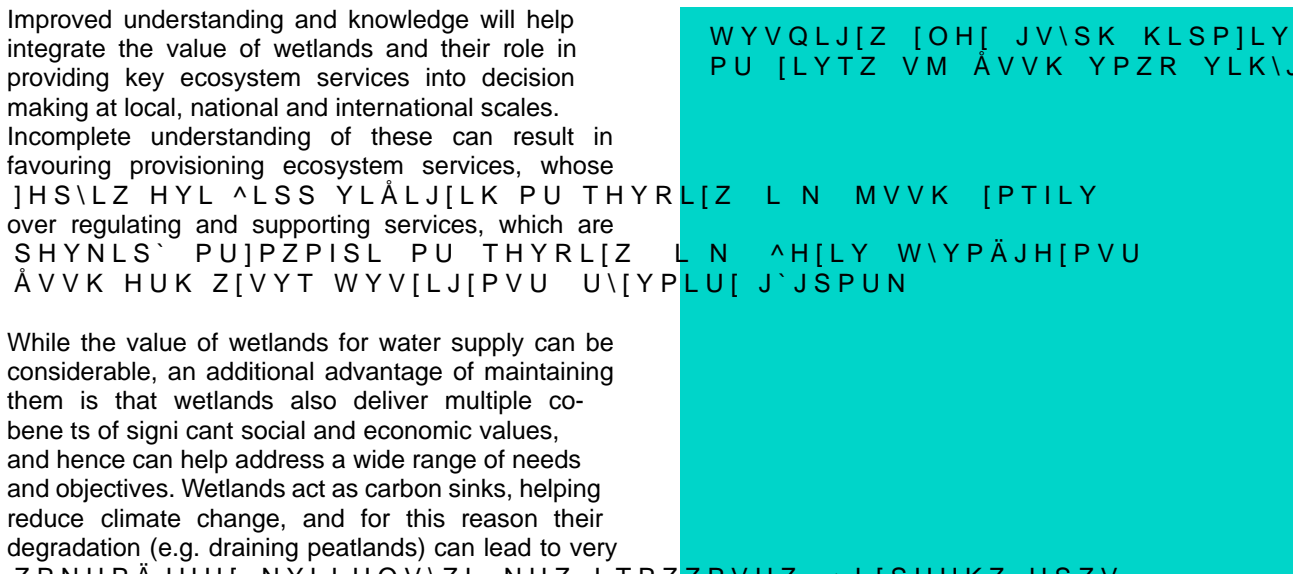 Improved understanding and knowledge will help
integrate the value of wetlands and their role in
providing key ecosystem services into decision
making at local, national and international scales.
Incomplete understanding of these can result in
favouring provisioning ecosystem services, whose
]HS\LZ HYL ^LSS YLÅLJ[LK PU THYRL[Z L N MVVK [PTILY
over regulating and supporting services, which are
SHYNLS` PU]PZPISL PU THYRL[Z L N ^H[LY W\YPÄJH[PVU
ÅVVK HUK Z[VYT WYV[LJ[PVU U\[YPLU[ J`JSPUN
While the value of wetlands for water supply can be
considerable, an additional advantage of maintaining
them is that wetlands also deliver multiple co-
bene ts of signi cant social and economic values,
and hence can help address a wide range of needs
and objectives. Wetlands act as carbon sinks, helping
reduce climate change, and for this reason their
degradation (e.g. draining peatlands) can lead to very
WYVQLJ[Z [OH[ JV\SK KLSP]LY
PU [LYTZ VM ÅVVK YPZR